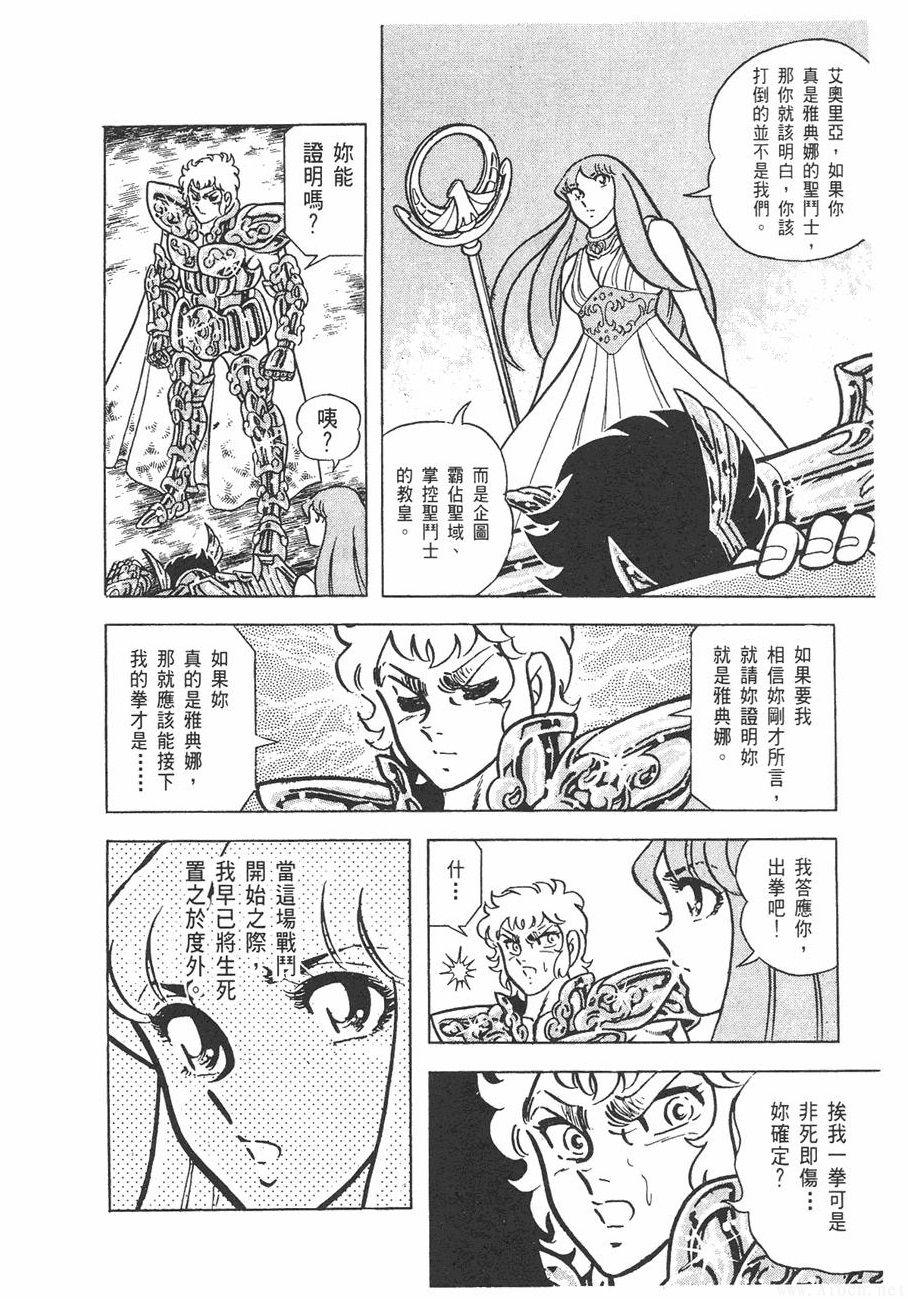 艾奧里亞，如果你
真是雅典娜的聖鬥士，
那你就該明白，你該
打倒的並不是我們。
而是企圖
霸佔聖域、
掌控聖鬥士
的教皇。
妳能
證明嗎？
咦？
如果要我
相信妳剛才所言，
就請妳證明妳
就是雅典娜。
如果妳
真的是雅典娜，
那就應該能接下
我的拳才是……
我答應你，
出拳吧！
什…
挨我一拳可是
非死即傷…
妳確定？
當這場戰鬥
開始之際，
我早已將生死
置之於度外。